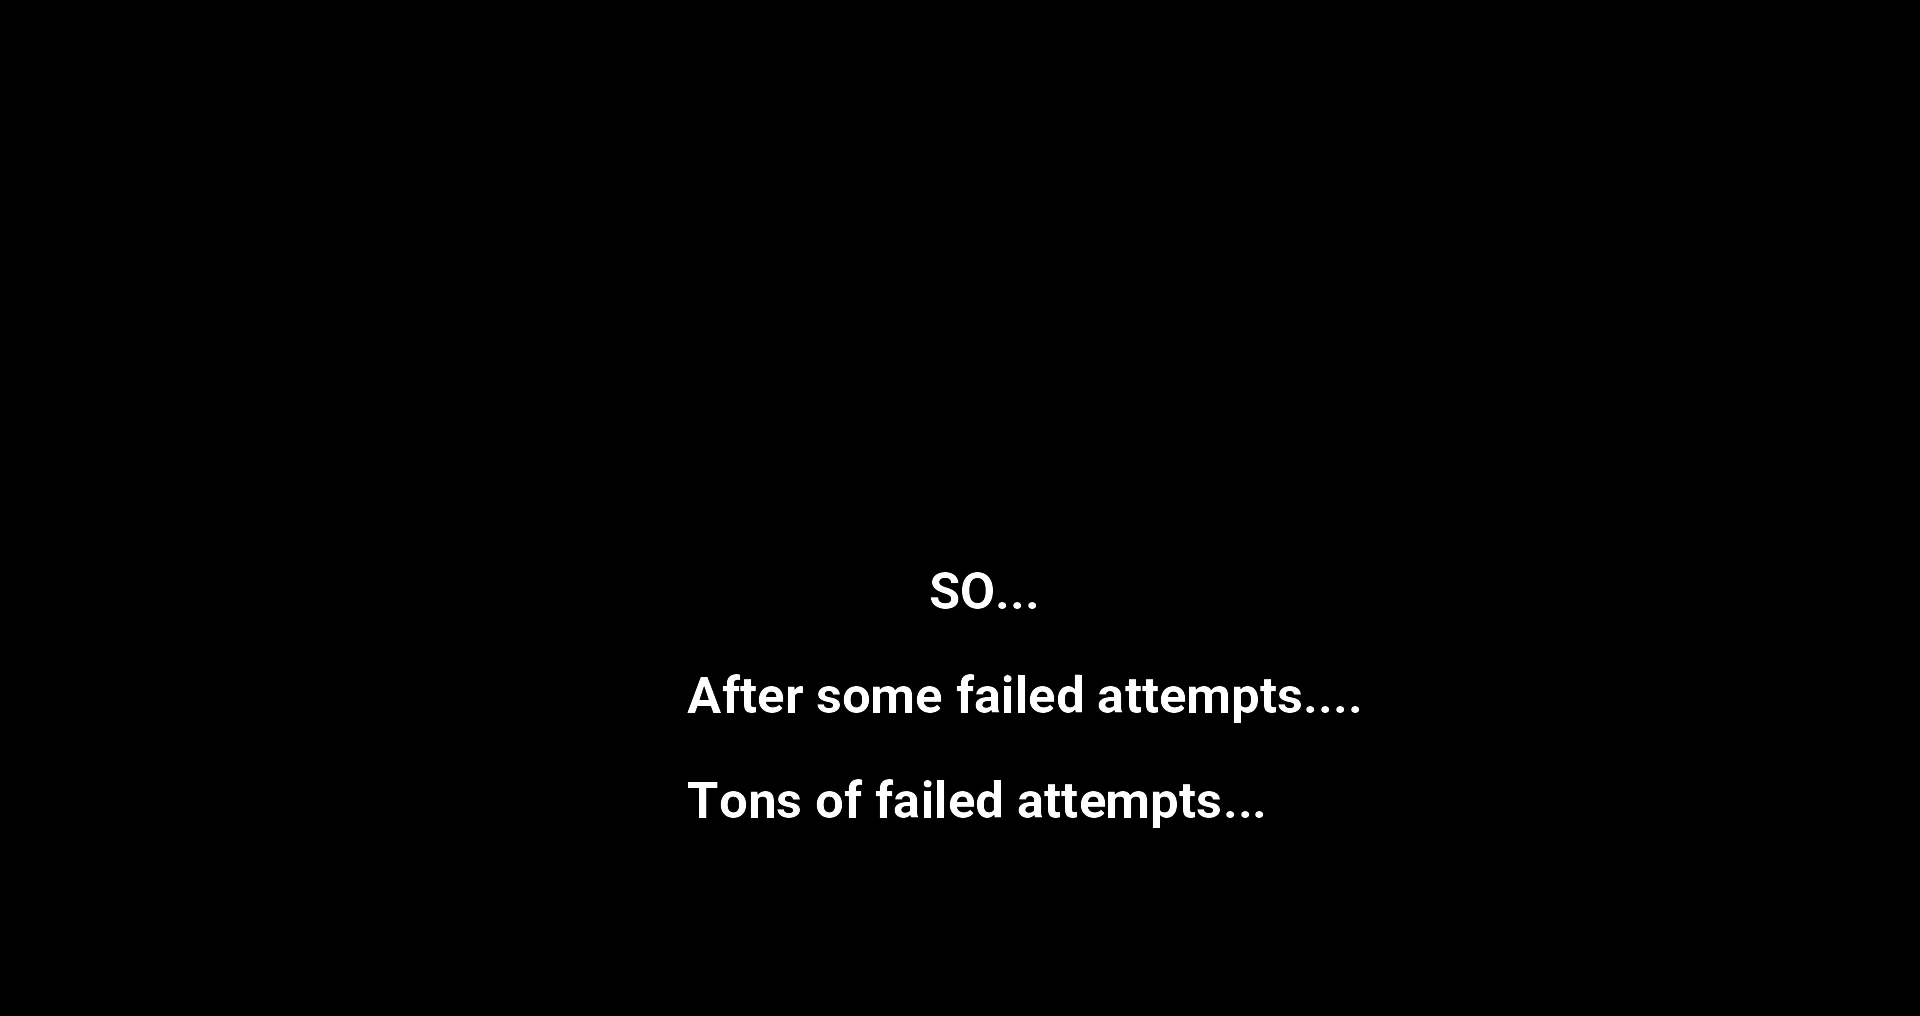 SO...
After some failed attempts....
Tons of failed attempts...